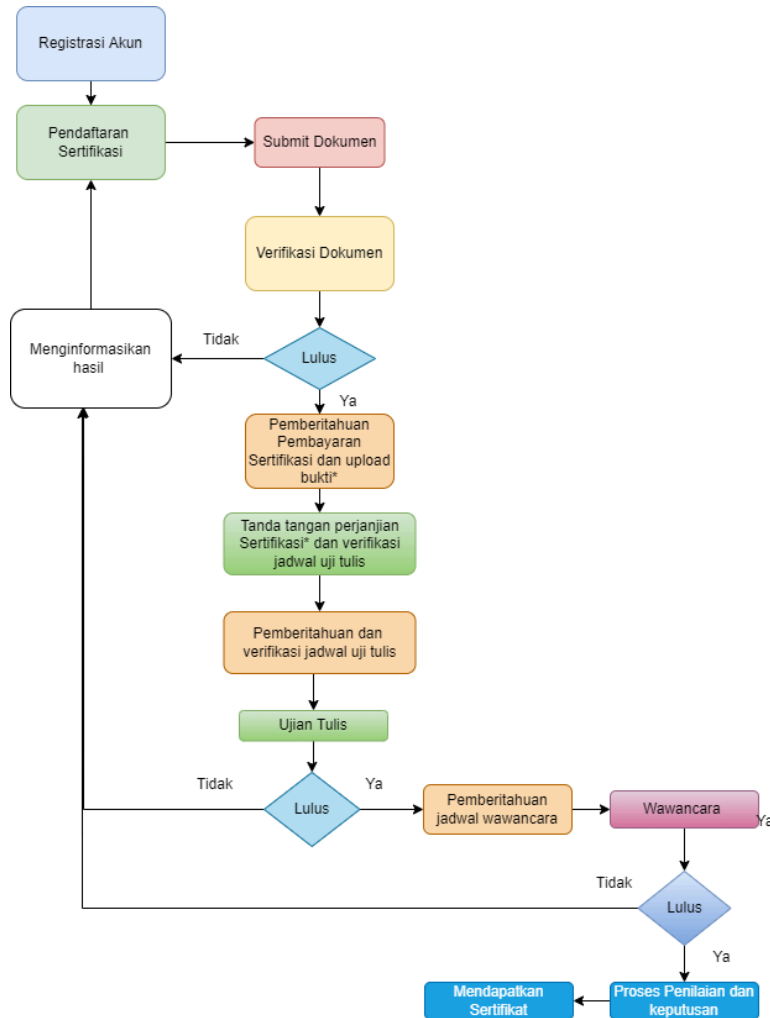 Registrasi Akun
Pendaftaran
Sertifikasi
Submit Dokumen
Verifikasi Dokumen
Menginformasikan
hasil
Tidak
Lulus
Ya
Pemberitahuan
Pembayaran
Sertifikasi dan upload
bukti*
Tanda tangan perjanjian
Sertifikasi* dan verifikasi
jadwal uji tulis
Pemberitahuan dan
verifikasi jadwal uji tulis
Ujian Tulis
Tidak
Lulus
Ya
Pemberitahuan
jadwal wawancara
Wawancara
Ya
Tidak
Lulus
Ya
Proses Penilaian dan
keputusan
Mendapatkan
Sertifikat